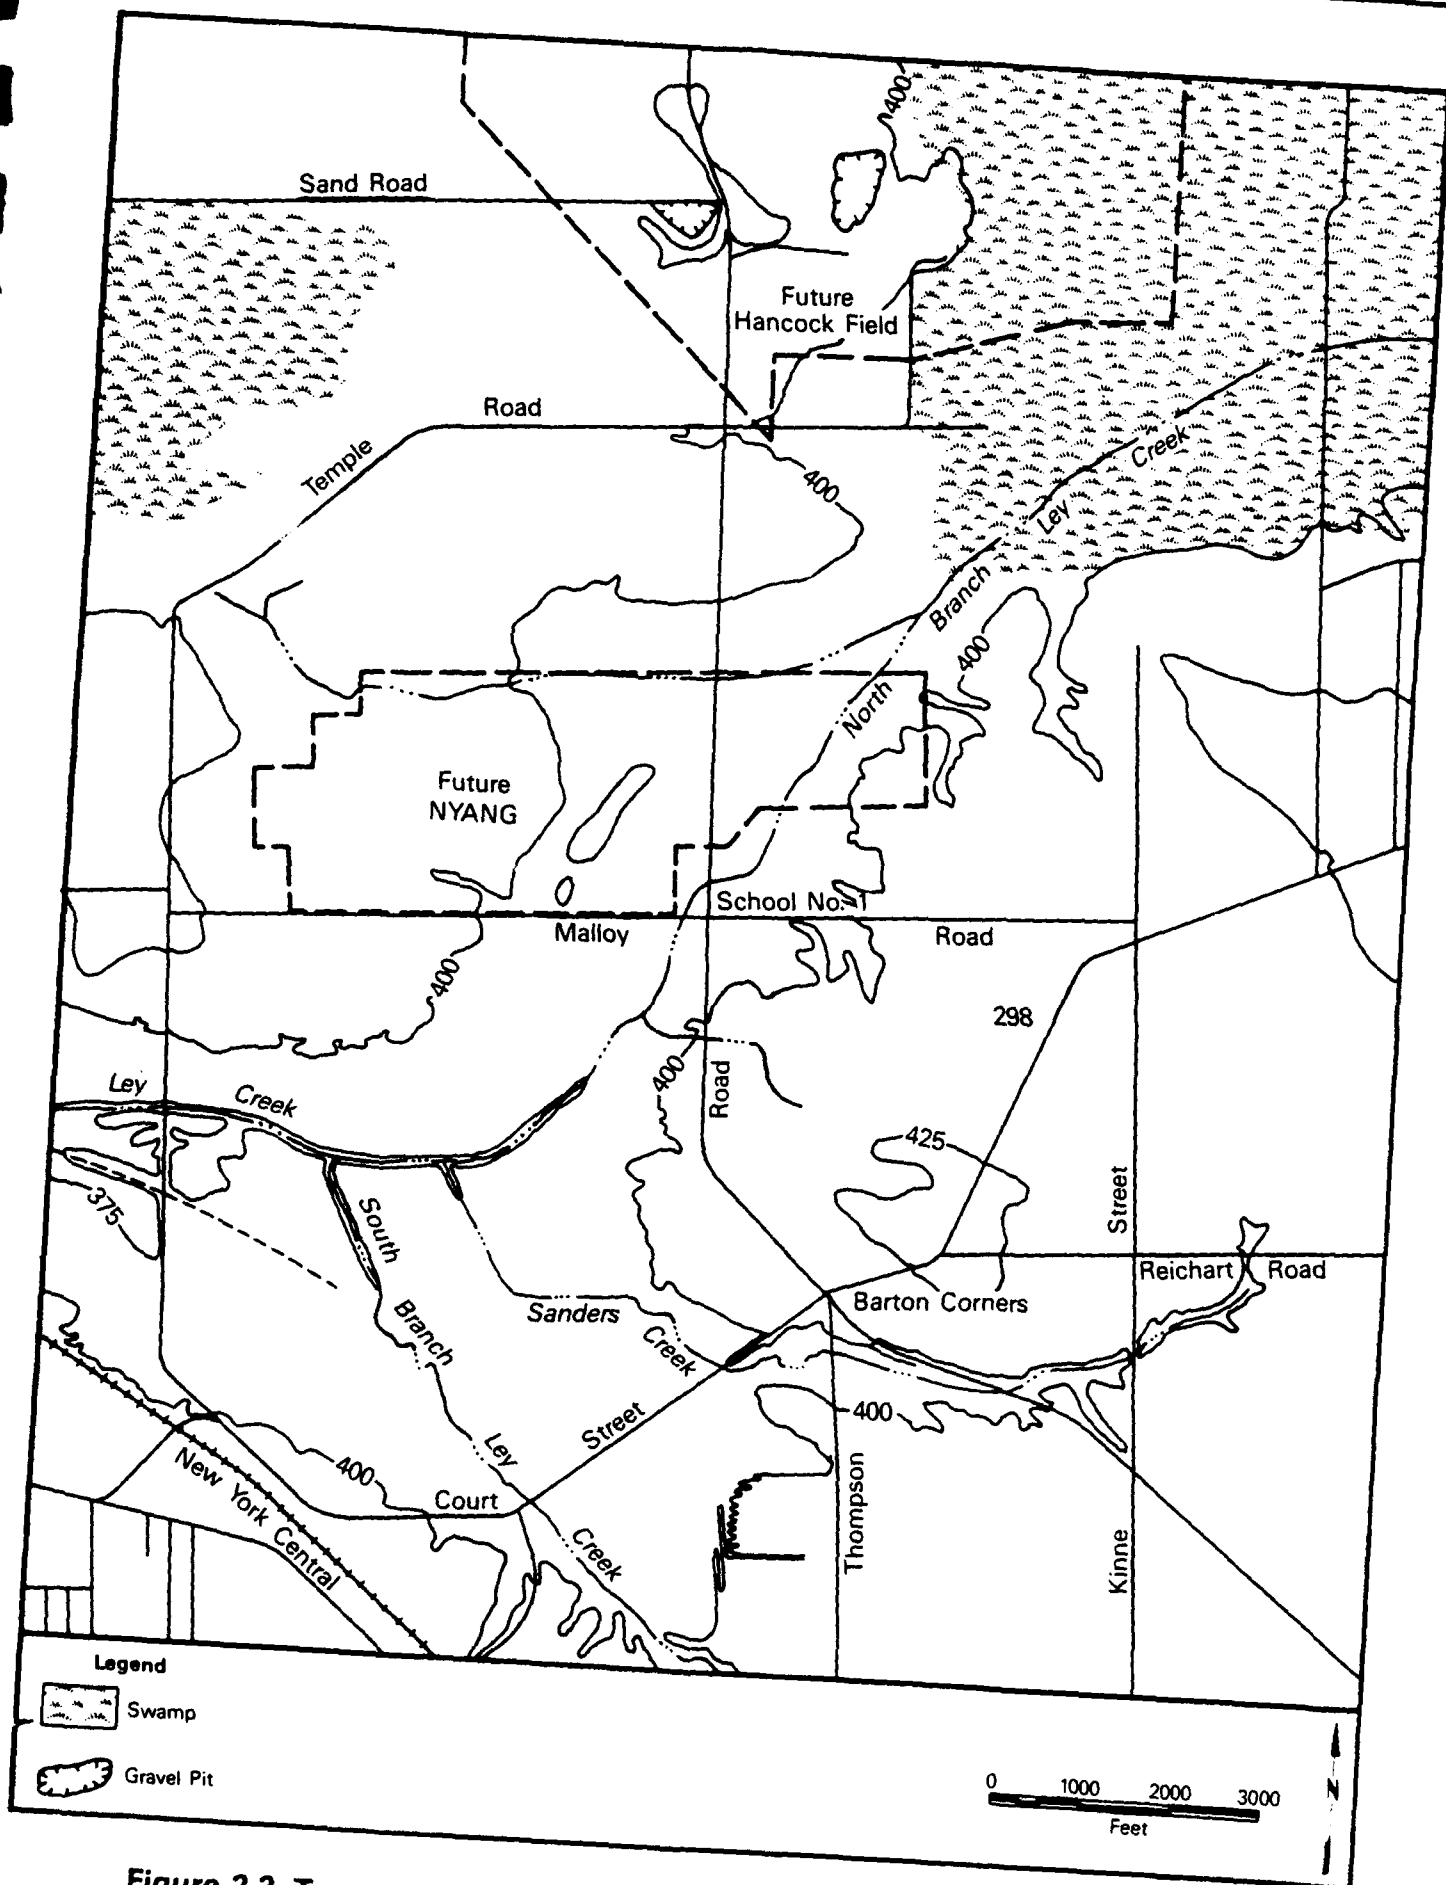 400
Sand Road
Future
Hancock Field
Road
Temple
400
Ley
Creek
Branch
North
400
Future
NYANG
School No. 1
Malloy
Road
400
298
400
Road
Ley
Creek
425
375
South
Branch
Ley
Creek
Street
Reichart Road
Sanders
Creek
Barton Corners
400
Street
400
Court
New York Central
Thompson
Kinne
Legend
Swamp
Gravel Pit
0 1000 2000 3000
Feet
N
Figure 2.2